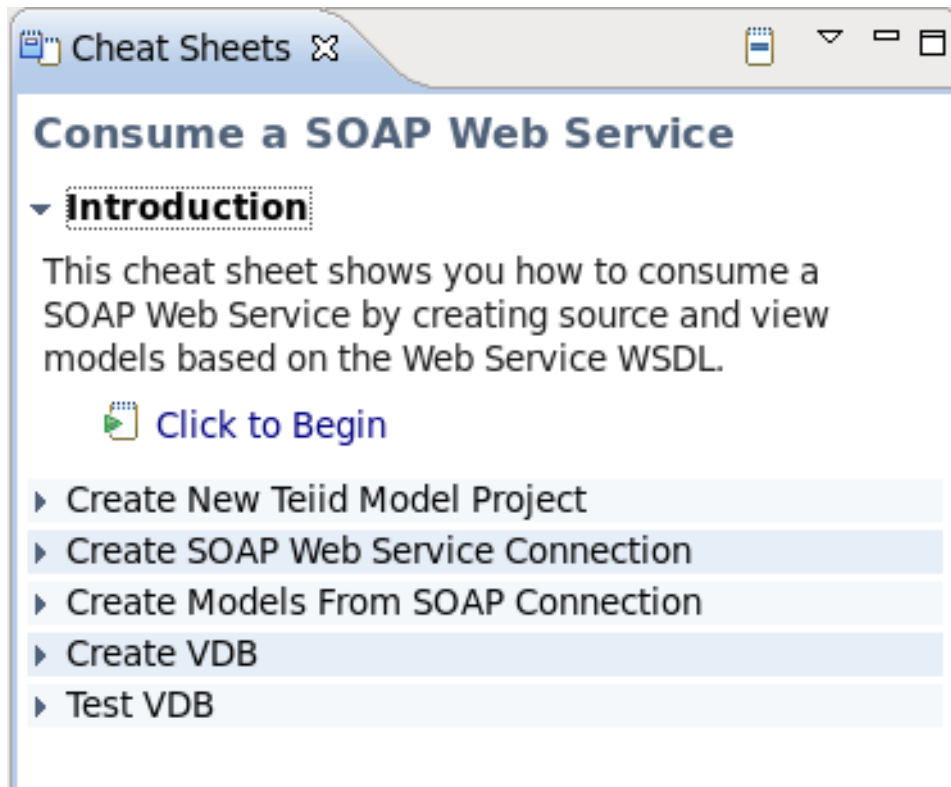 Cheat Sheets
Consume a SOAP Web Service
Introduction
This cheat sheet shows you how to consume a
SOAP Web Service by creating source and view
models based on the Web Service WSDL.
Click to Begin
Create New Teiid Model Project
Create SOAP Web Service Connection
Create Models From SOAP Connection
Create VDB
Test VDB